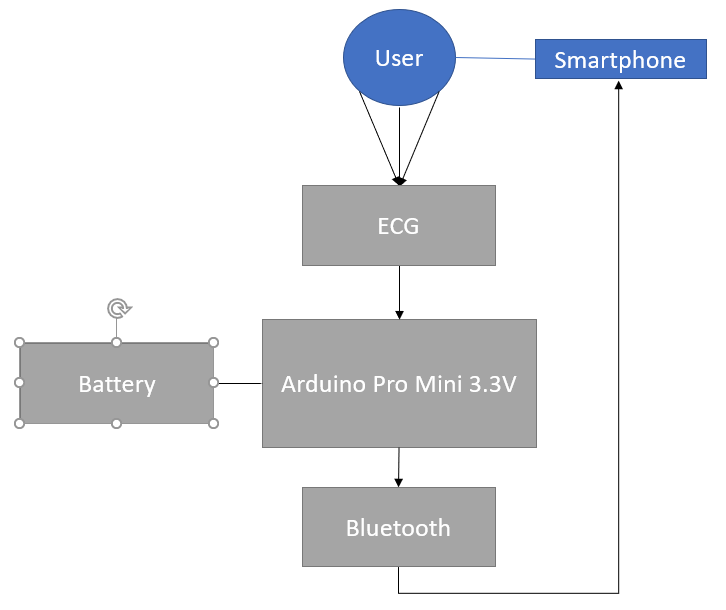 User
Smartphone
ECG
Battery
Arduino Pro Mini 3.3V
Bluetooth